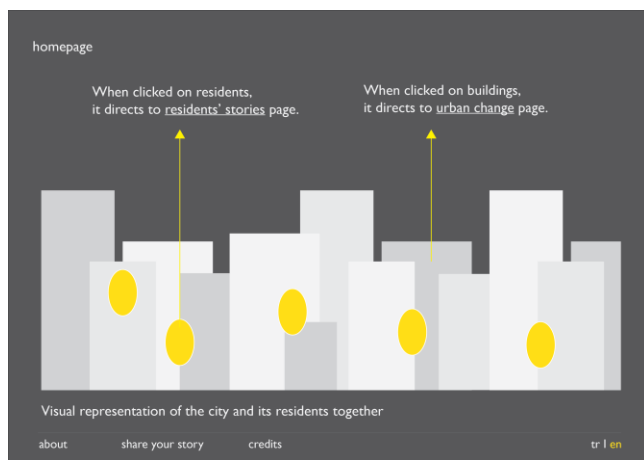 homepage
When clicked on residents,
it directs to residents' stories page.
When clicked on buildings,
it directs to urban change page.
Visual representation of the city and its residents together
about share your story credits tr | en